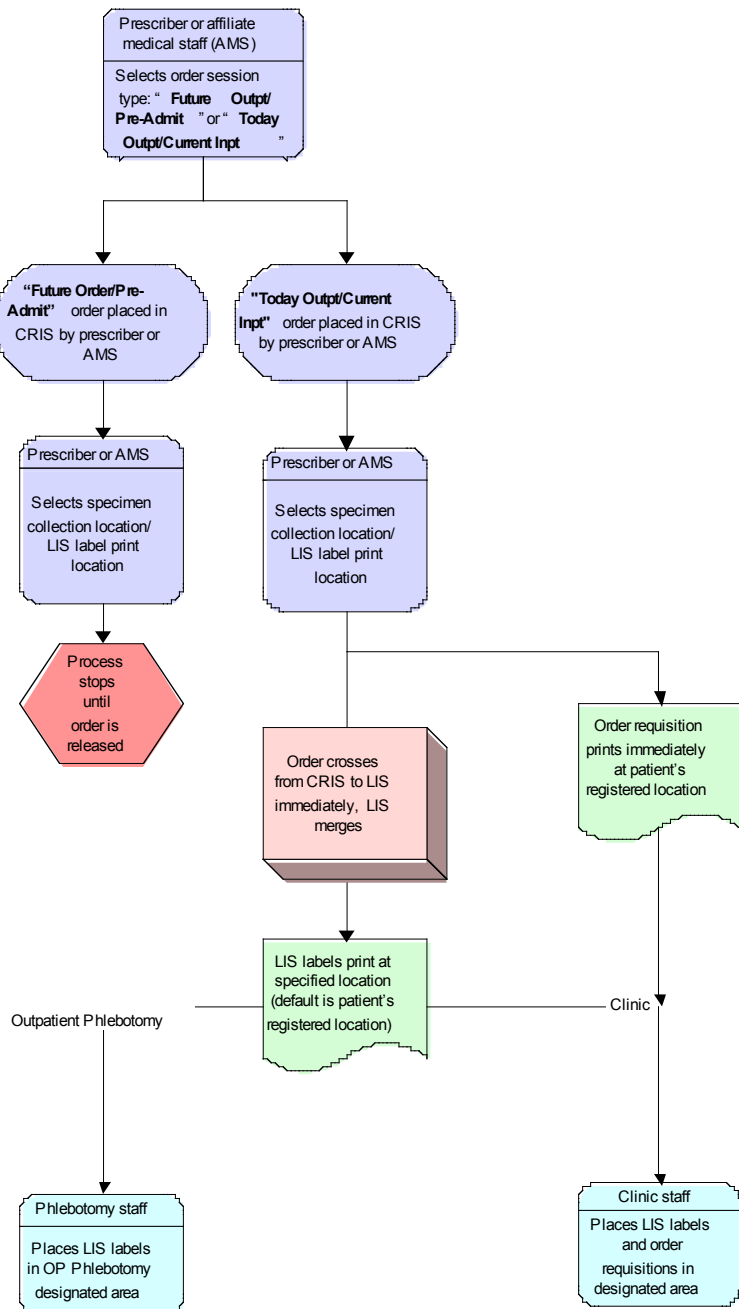 Prescriber or affiliate
medical staff (AMS)
Selects order session
type: “ Future Outpt/
Pre-Admit ” or “ Today
Outpt/Current Inpt ”
“Future Order/Pre-
Admit” order placed in
CRIS by prescriber or
AMS
"Today Outpt/Current
Inpt" order placed in CRIS
by prescriber or AMS
Prescriber or AMS
Selects specimen
collection location/
LIS label print
location
Prescriber or AMS
Selects specimen
collection location/
LIS label print
location
Process
stops
until
order is
released
Order crosses
from CRIS to LIS
immediately, LIS
merges
Order requisition
prints immediately
at patient’s
registered location
LIS labels print at
specified location
(default is patient’s
registered location)
Outpatient Phlebotomy
Clinic
Phlebotomy staff
Places LIS labels
in OP Phlebotomy
designated area
Clinic staff
Places LIS labels
and order
requisitions in
designated area